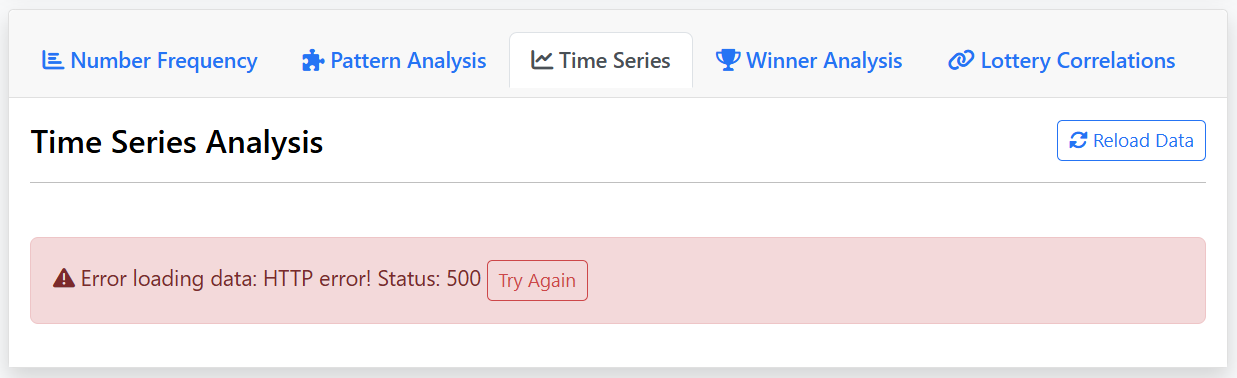 Number Frequency Pattern Analysis Time Series Winner Analysis Lottery Correlations
Time Series Analysis Reload Data
Error loading data: HTTP error! Status: 500 Try Again